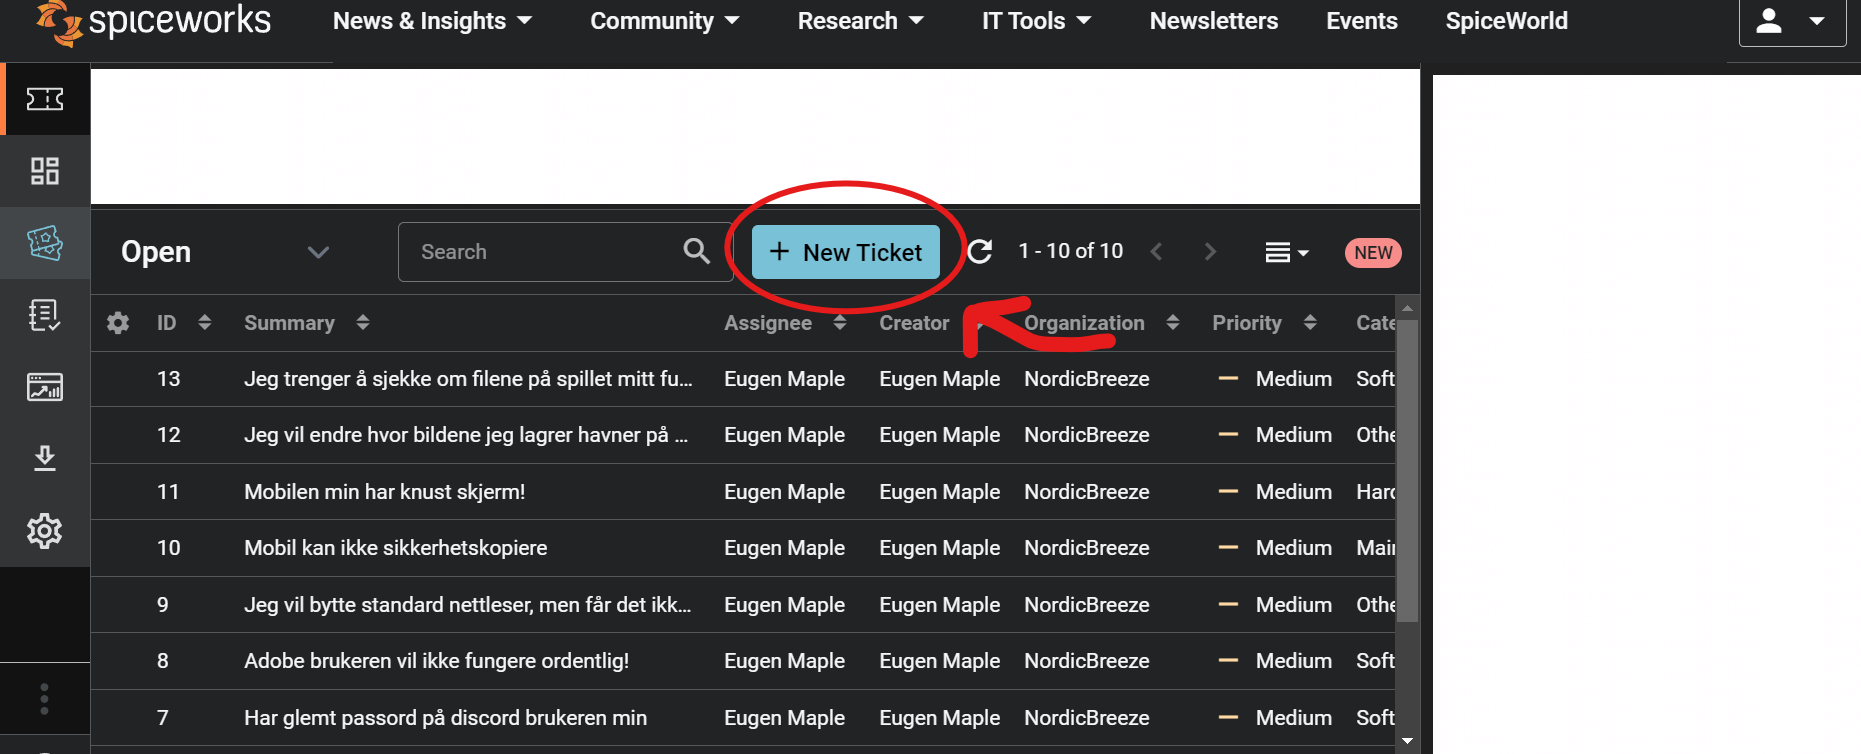 spiceworks News & Insights Community Research IT Tools Newsletters Events SpiceWorld
Open Search + New Ticket 1 - 10 of 10 NEW
ID Summary Assignee Creator Organization Priority Cate
13 Jeg trenger å sjekke om filene på spillet mitt fu... Eugen Maple Eugen Maple NordicBreeze Medium Soft
12 Jeg vil endre hvor bildene jeg lagrer havner på ... Eugen Maple Eugen Maple NordicBreeze Medium Othe
11 Mobilen min har knust skjerm! Eugen Maple Eugen Maple NordicBreeze Medium Hard
10 Mobil kan ikke sikkerhetskopiere Eugen Maple Eugen Maple NordicBreeze Medium Mair
9 Jeg vil bytte standard nettleser, men får det ikk... Eugen Maple Eugen Maple NordicBreeze Medium Othe
8 Adobe brukeren vil ikke fungere ordentlig! Eugen Maple Eugen Maple NordicBreeze Medium Soft
7 Har glemt passord på discord brukeren min Eugen Maple Eugen Maple NordicBreeze Medium Soft